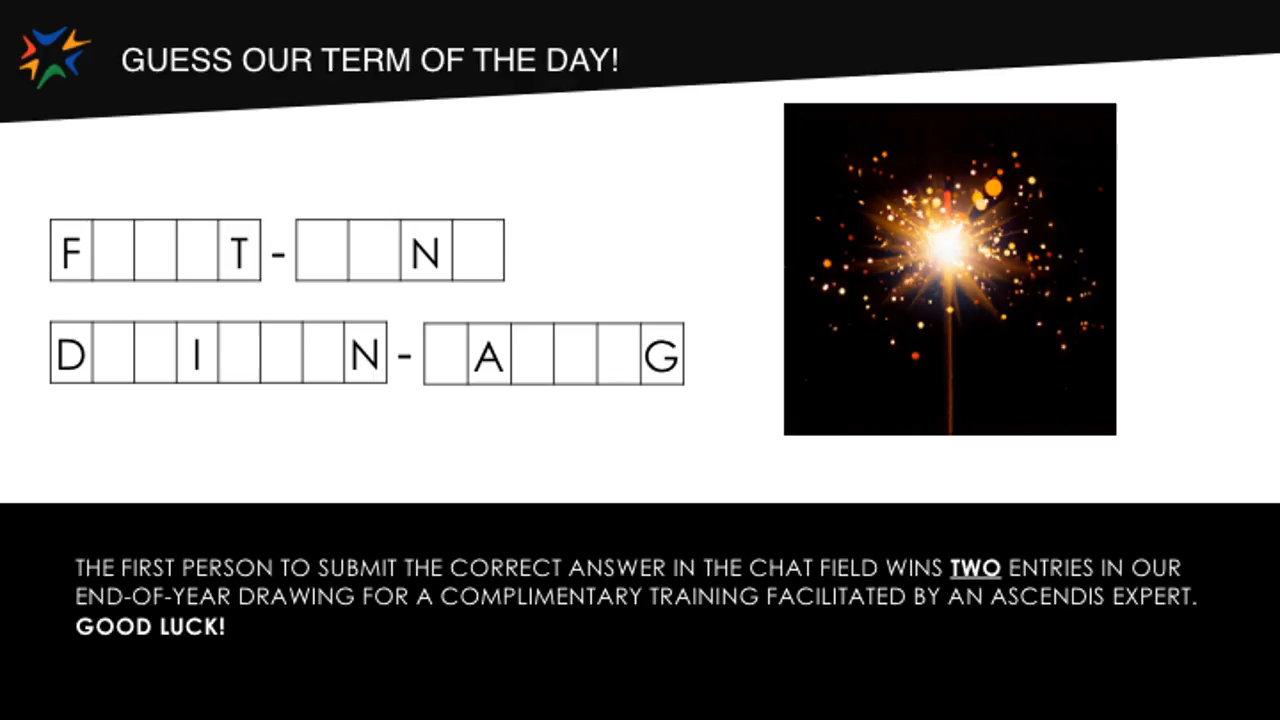 GUESS OUR TERM OF THE DAY!
F T - N
D I N - A G
THE FIRST PERSON TO SUBMIT THE CORRECT ANSWER IN THE CHAT FIELD WINS TWO ENTRIES IN OUR
END-OF-YEAR DRAWING FOR A COMPLIMENTARY TRAINING FACILITATED BY AN ASCENDIS EXPERT.
GOOD LUCK!